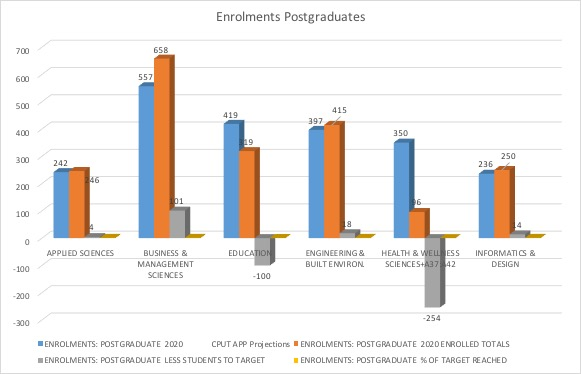 Enrolments Postgraduates
700
600
500
400
300
200
100
0
-100
-200
-300
242
246
4
557
658
101
419
319
-100
397
415
18
350
96
-254
236
250
14
APPLIED SCIENCES
BUSINESS &
MANAGEMENT
SCIENCES
EDUCATION
ENGINEERING &
BUILT ENVIRON.
HEALTH & WELLNESS
SCIENCES+A37:A42
INFORMATICS &
DESIGN
ENROLMENTS: POSTGRADUATE 2020 CPUT APP Projections
ENROLMENTS: POSTGRADUATE 2020 ENROLLED TOTALS
ENROLMENTS: POSTGRADUATE LESS STUDENTS TO TARGET
ENROLMENTS: POSTGRADUATE % OF TARGET REACHED